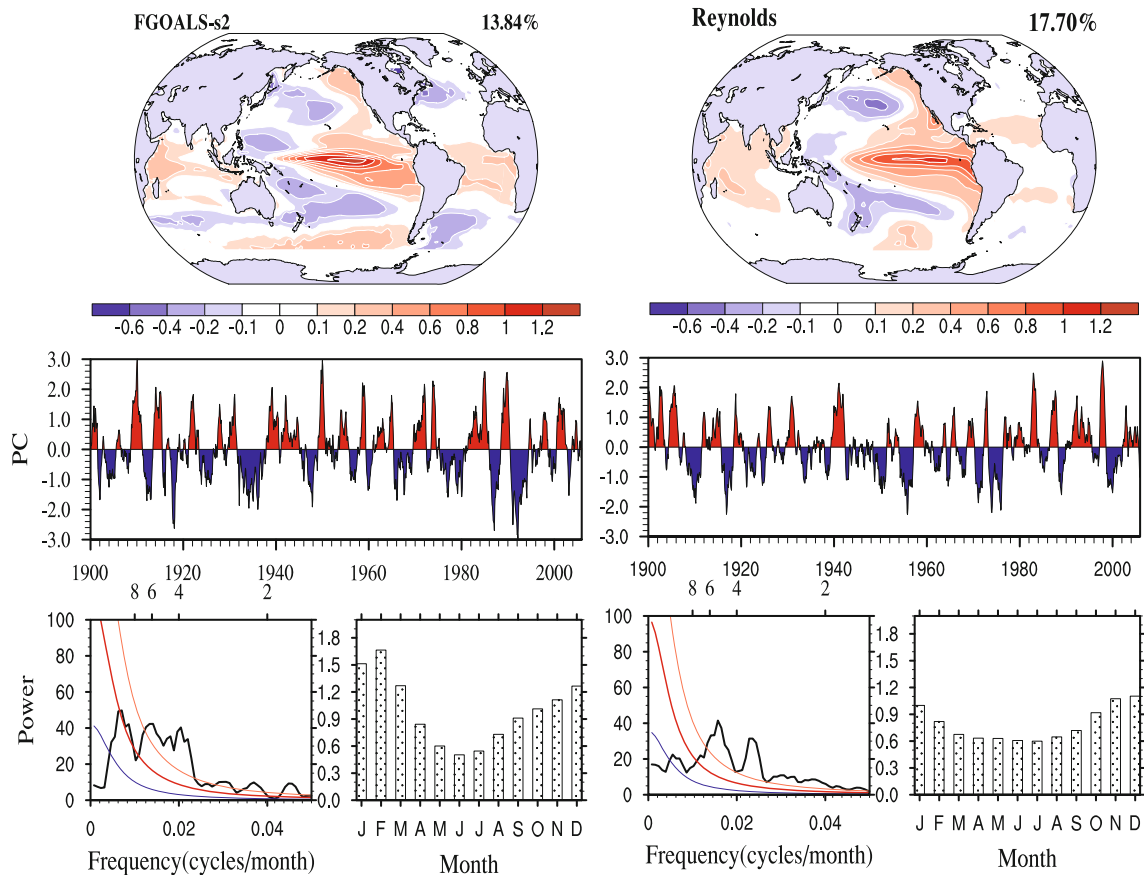 FGOALS-s2 13.84% Reynolds 17.70%
-0.6 -0.4 -0.2 -0.1 0 0.1 0.2 0.4 0.6 0.8 1 1.2
-0.6 -0.4 -0.2 -0.1 0 0.1 0.2 0.4 0.6 0.8 1 1.2
PC
3.0
2.0
1.0
0.0
-1.0
-2.0
-3.0
1900 1920 1940 1960 1980 2000
3.0
2.0
1.0
0.0
-1.0
-2.0
-3.0
1900 1920 1940 1960 1980 2000
8 6 4 2
8 6 4 2
Power
100
80
60
40
20
0
0 0.02 0.04
Frequency(cycles/month)
1.8
1.5
1.2
0.9
0.6
0.3
0.0
J F M A M J J A S O N D
Month
100
80
60
40
20
0
0 0.02 0.04
Frequency(cycles/month)
1.8
1.5
1.2
0.9
0.6
0.3
0.0
J F M A M J J A S O N D
Month